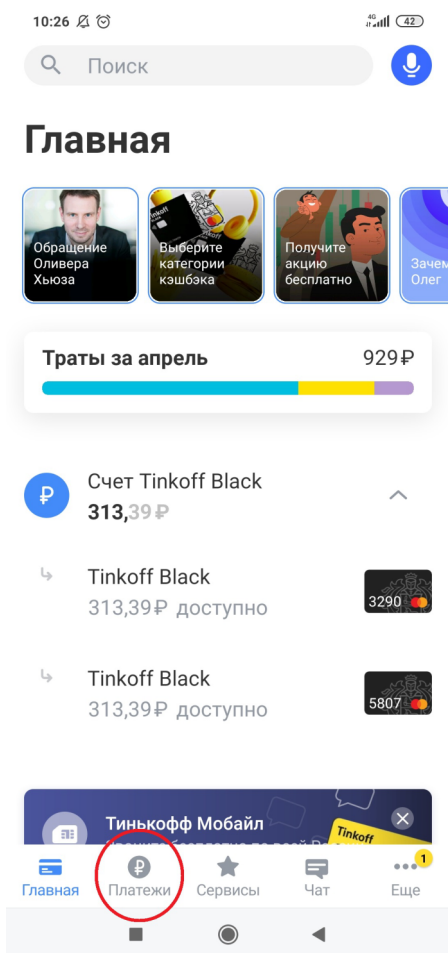 10:26
4G
42
Поиск
Главная
Обращение
Оливера
Хьюза
Выберите
категории
кэшбэка
Получите
акцию
бесплатно
Зачем
Олег
Траты за апрель 929 ₽
Счет Tinkoff Black
313,39 ₽
Tinkoff Black
313,39 ₽ доступно
3290
Tinkoff Black
313,39 ₽ доступно
5807
Тинькофф Мобайл
Tinkoff
1
Главная Платежи Сервисы Чат Еще